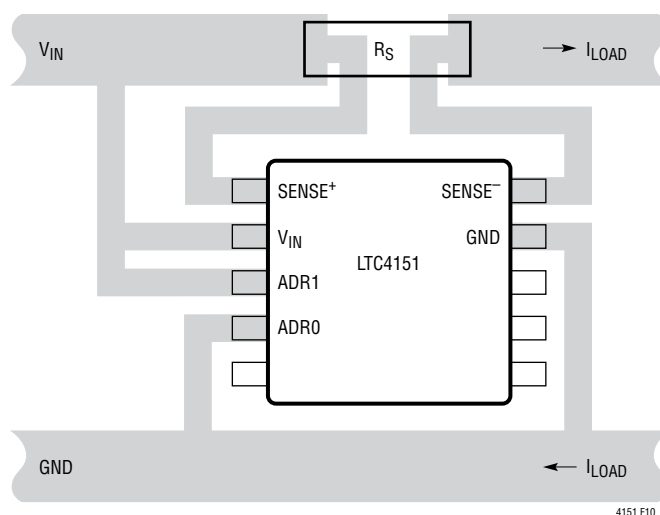 VIN RS ILOAD
SENSE+ SENSE−
VIN GND
LTC4151
ADR1
ADR0
GND ILOAD
4151 F10